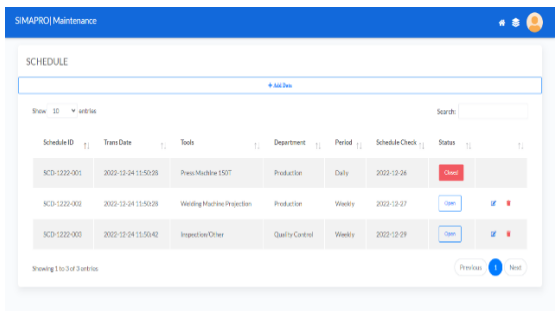 SIMAPRO| Maintenance
SCHEDULE
+ Add Data
Show 10 entries
Search:
Schedule ID Trans Date Tools Department Period Schedule Check Status
SCD-1222-001 2022-12-24 11:50:28 Press Machine 150T Production Daily 2022-12-26 Closed
SCD-1222-002 2022-12-24 11:50:28 Welding Machine Projection Production Weekly 2022-12-27 Open
SCD-1222-003 2022-12-24 11:50:42 Inspection/Other Quality Control Weekly 2022-12-29 Open
Showing 1 to 3 of 3 entries
Previous 1 Next